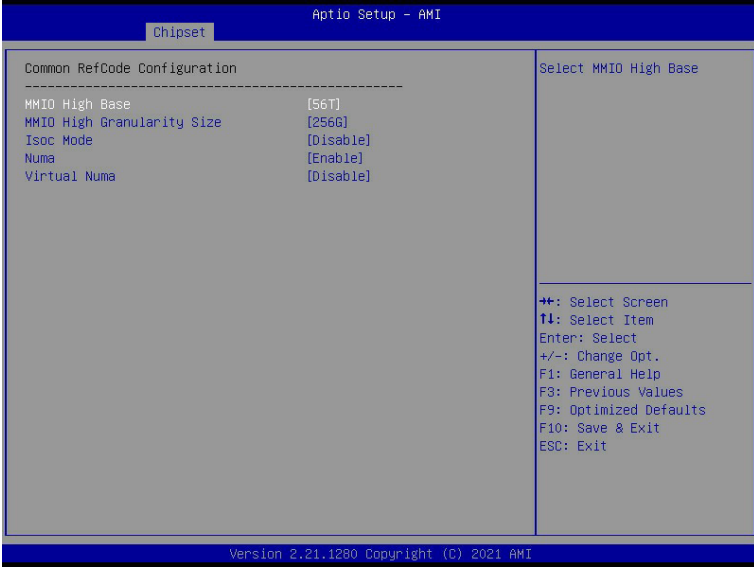 Aptio Setup - AMI
Chipset
Common RefCode Configuration
--------------------------------------------------
MMIO High Base [56T]
MMIO High Granularity Size [256G]
Isoc Mode [Disable]
Numa [Enable]
Virtual Numa [Disable]
Select MMIO High Base
→←: Select Screen
↑↓: Select Item
Enter: Select
+/-: Change Opt.
F1: General Help
F3: Previous Values
F9: Optimized Defaults
F10: Save & Exit
ESC: Exit
Version 2.21.1280 Copyright (C) 2021 AMI